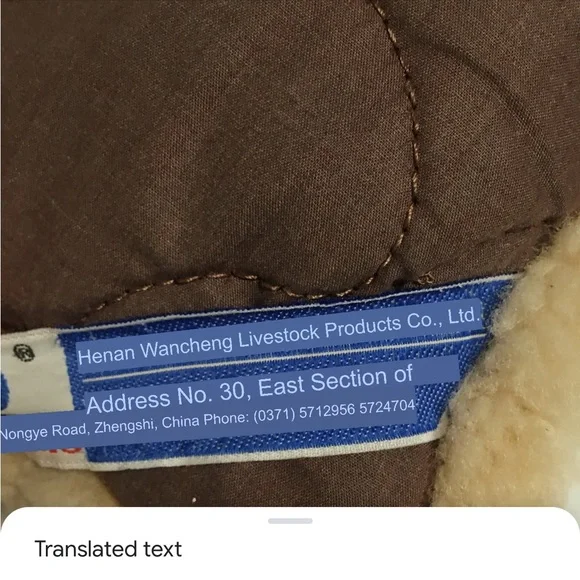 ®
Henan Wancheng Livestock Products Co., Ltd.
Address No. 30, East Section of
Nongye Road, Zhengshi, China Phone: (0371) 5712956 5724704
Translated text